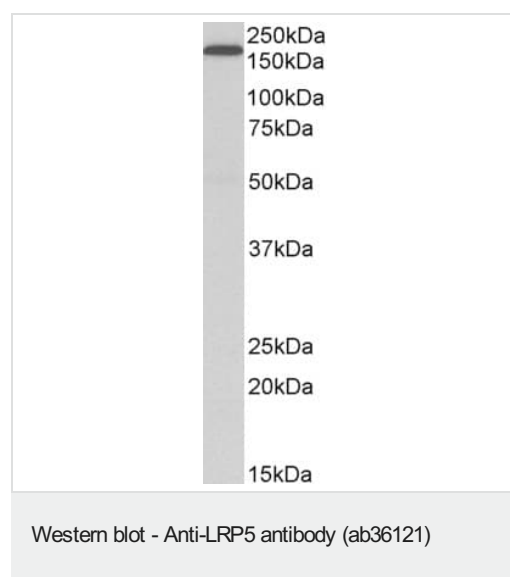 250kDa
150kDa
100kDa
75kDa
50kDa
37kDa
25kDa
20kDa
15kDa
Western blot - Anti-LRP5 antibody (ab36121)